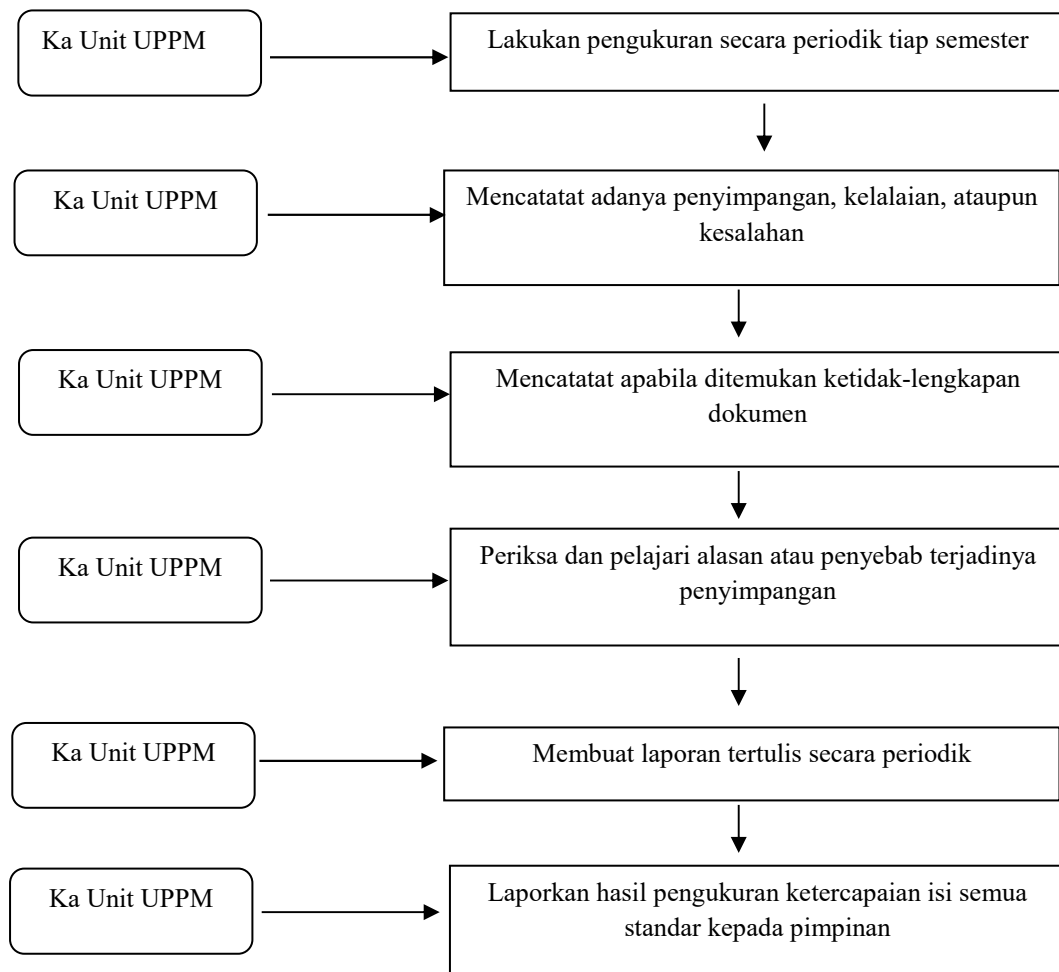 Ka Unit UPPM
Lakukan pengukuran secara periodik tiap semester
Ka Unit UPPM
Mencatatat adanya penyimpangan, kelalaian, ataupun
kesalahan
Ka Unit UPPM
Mencatatat apabila ditemukan ketidak-lengkapan
dokumen
Ka Unit UPPM
Periksa dan pelajari alasan atau penyebab terjadinya
penyimpangan
Ka Unit UPPM
Membuat laporan tertulis secara periodik
Ka Unit UPPM
Laporkan hasil pengukuran ketercapaian isi semua
standar kepada pimpinan